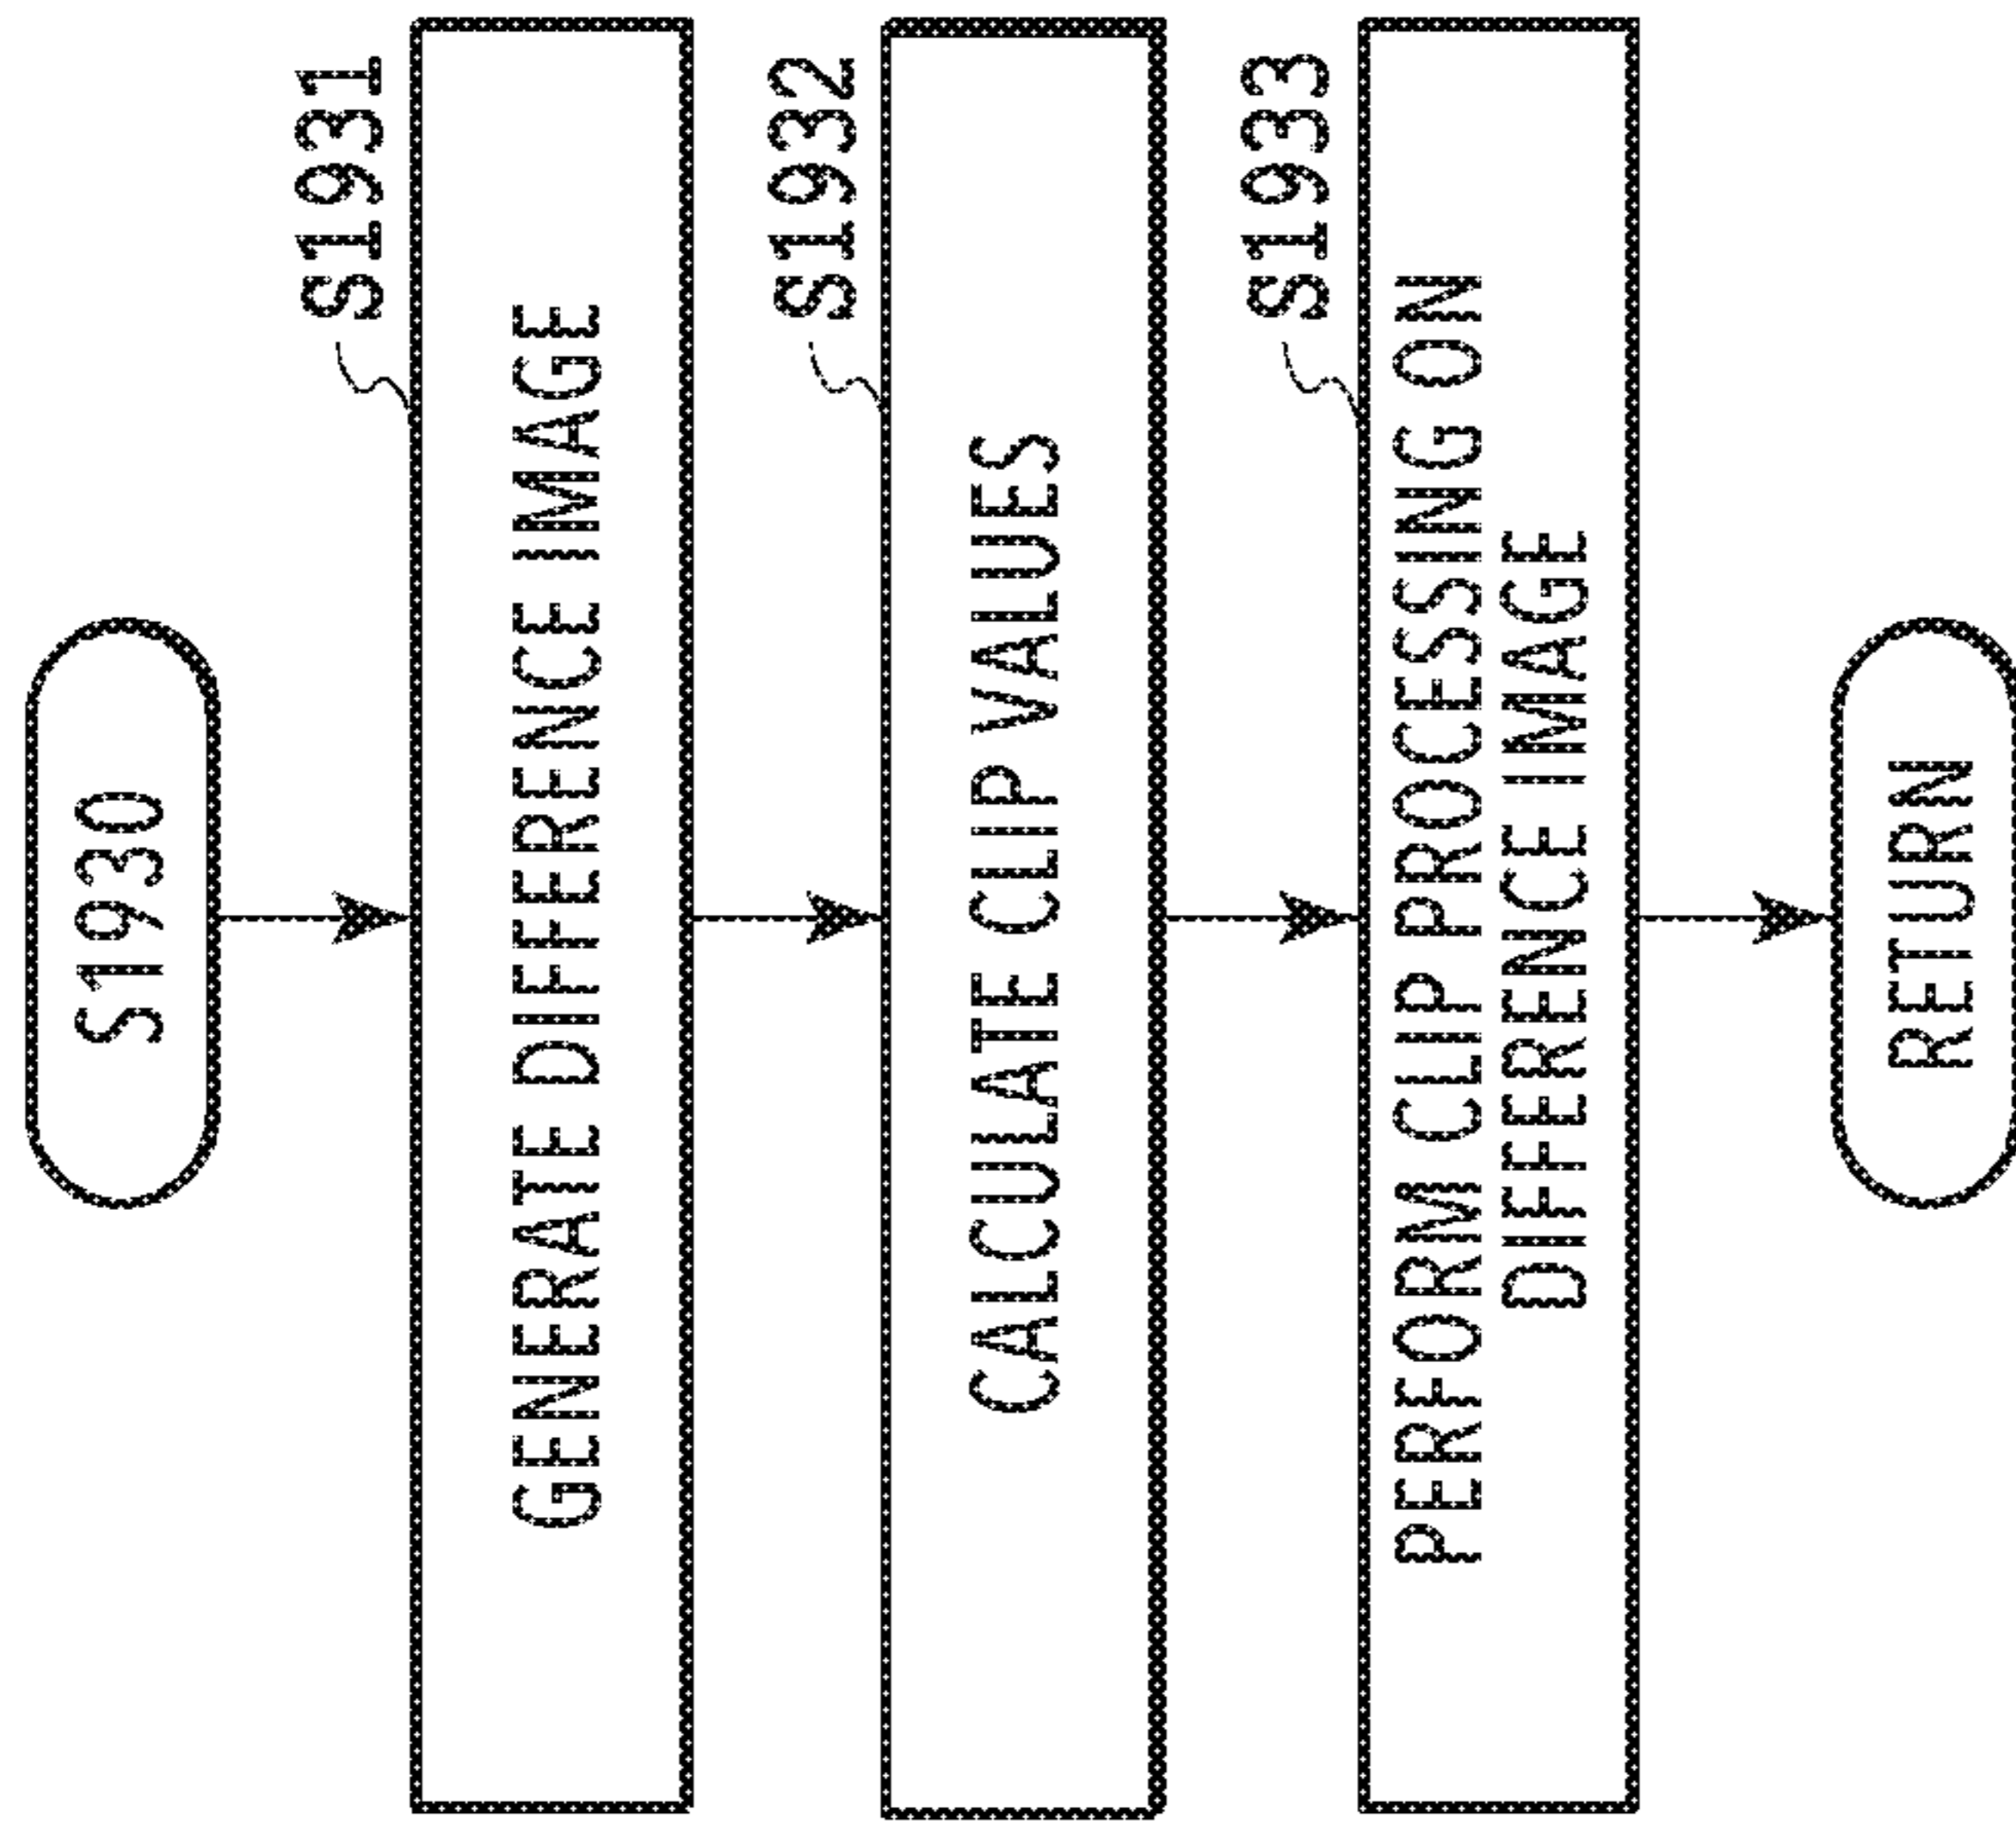 S1930
S1931
GENERATE DIFFERENCE IMAGE
S1932
CALCULATE CLIP VALUES
S1933
PERFORM CLIP PROCESSING ON
DIFFERENCE IMAGE
RETURN